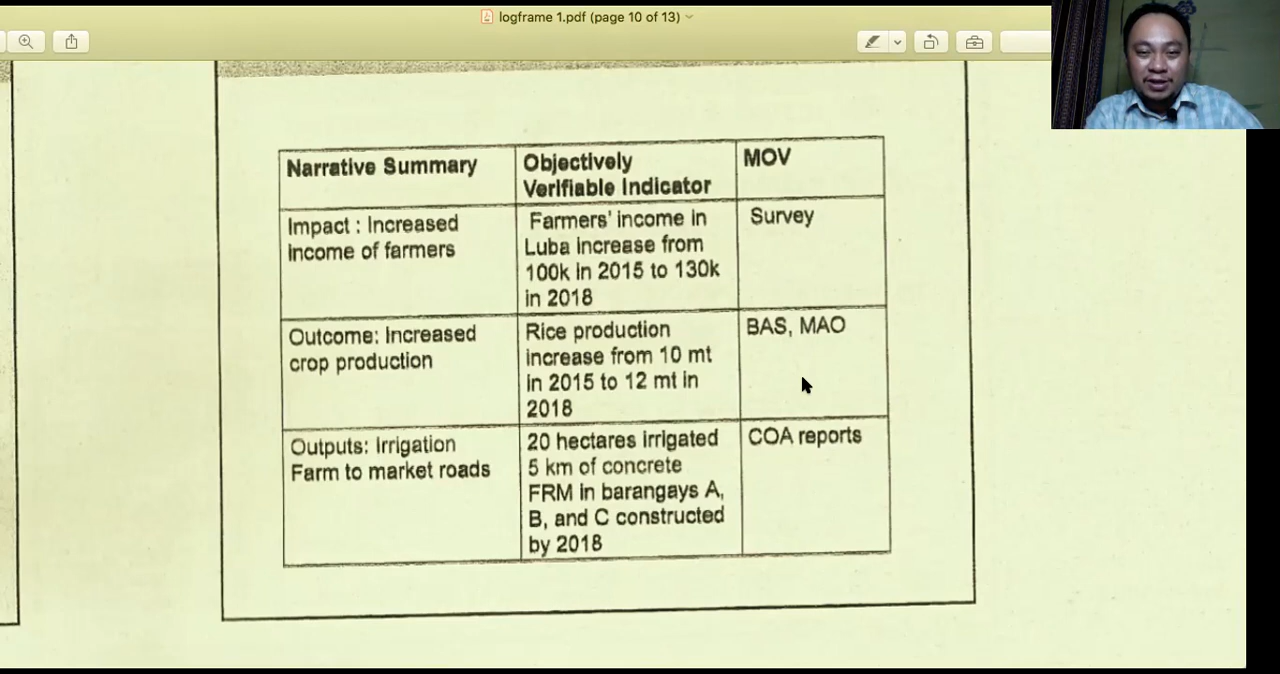 logframe 1.pdf (page 10 of 13)
Narrative Summary
Objectively
Verifiable Indicator
MOV
Impact : Increased
income of farmers
Farmers' income in
Luba increase from
100k in 2015 to 130k
in 2018
Survey
Outcome: Increased
crop production
Rice production
increase from 10 mt
in 2015 to 12 mt in
2018
BAS, MAO
Outputs: Irrigation
Farm to market roads
20 hectares irrigated
5 km of concrete
FRM in barangays A,
B, and C constructed
by 2018
COA reports